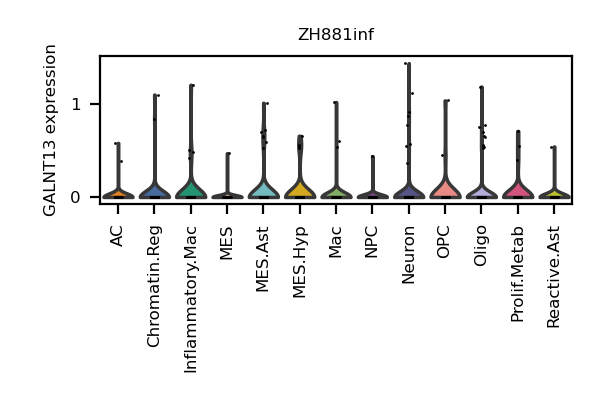 ZH881inf
GALNT13 expression
1
0
AC
Chromatin.Reg
Inflammatory.Mac
MES
MES.Ast
MES.Hyp
Mac
NPC
Neuron
OPC
Oligo
Prolif.Metab
Reactive.Ast